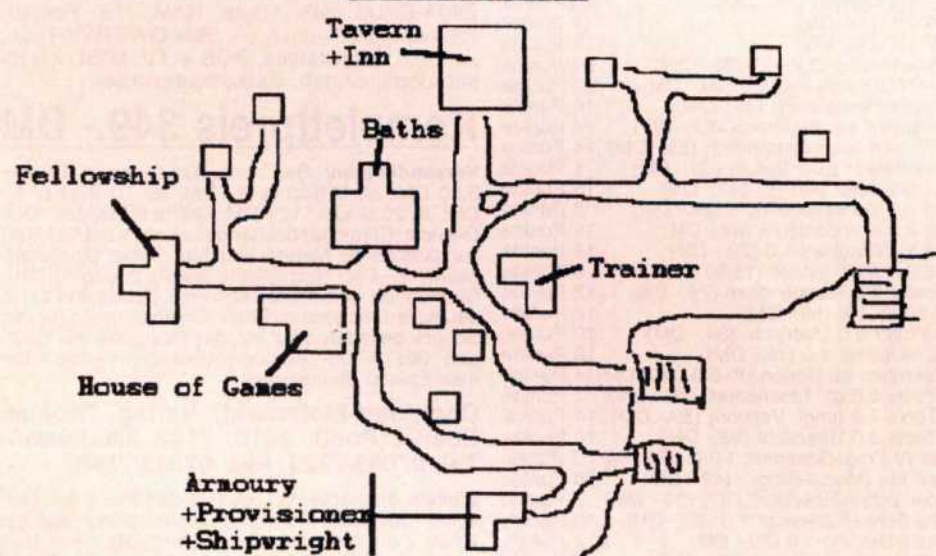 Tavern
+Inn
Baths
Fellowship
Trainer
House of Games
Armoury
+Provisioner
+Shipwright